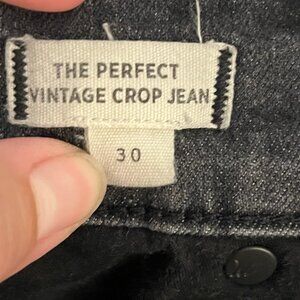 THE PERFECT
VINTAGE CROP JEAN
30